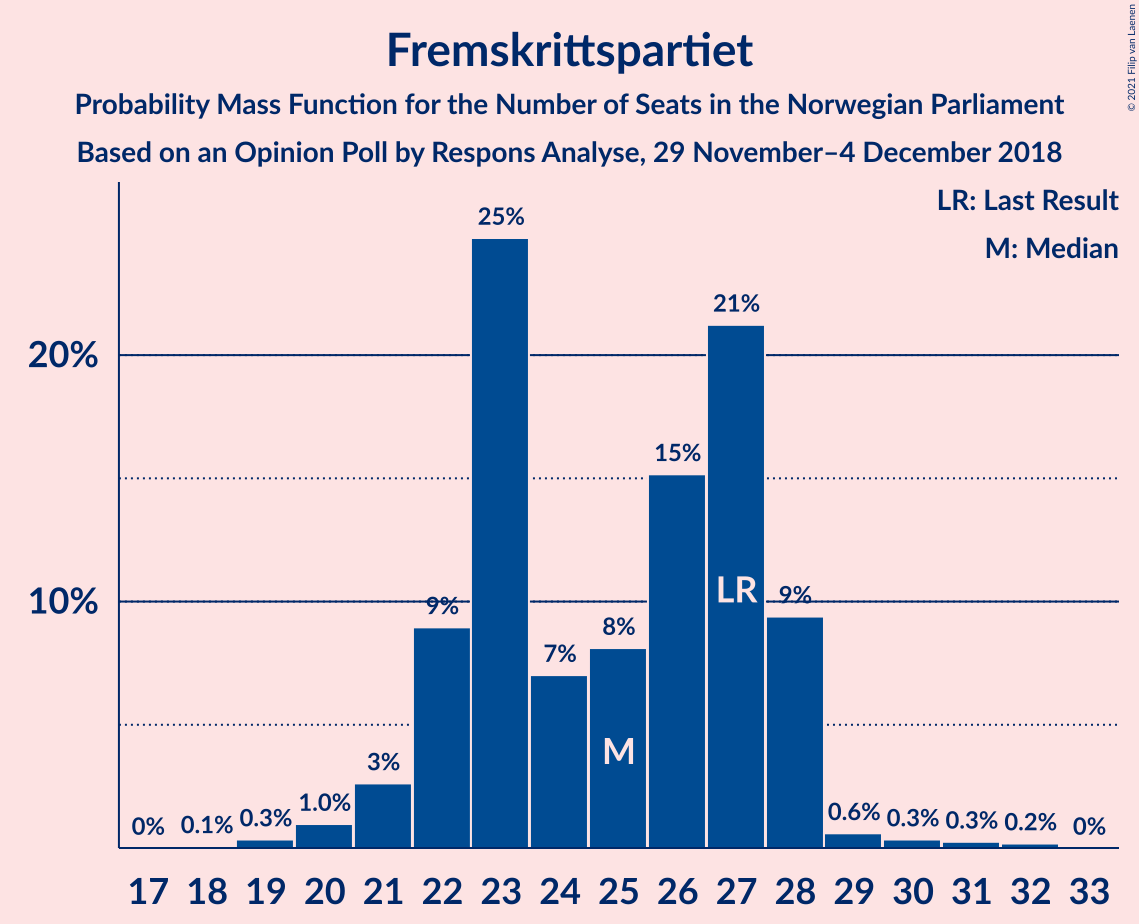 Fremskrittspartiet
Probability Mass Function for the Number of Seats in the Norwegian Parliament
Based on an Opinion Poll by Respons Analyse, 29 November–4 December 2018
© 2021 Filip van Laenen
LR: Last Result
M: Median
20%
10%
0%
0.1%
0.3%
1.0%
3%
9%
25%
7%
8%
15%
21%
9%
0.6%
0.3%
0.3%
0.2%
0%
M
LR
17 18 19 20 21 22 23 24 25 26 27 28 29 30 31 32 33